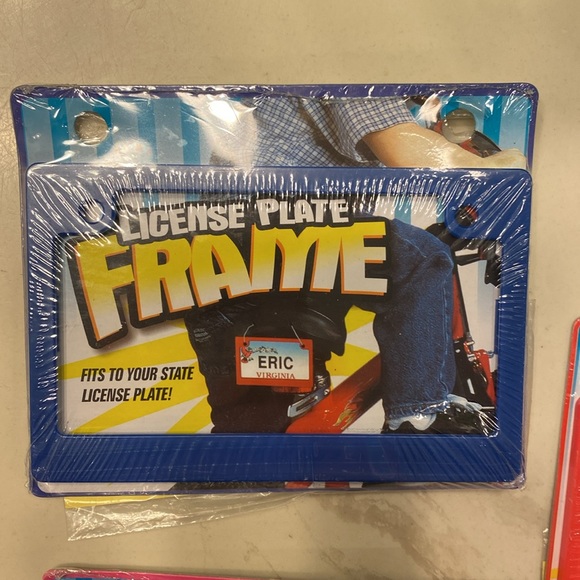 LICENSE PLATE
FRAME
FITS TO YOUR STATE
LICENSE PLATE!
ERIC
VIRGINIA